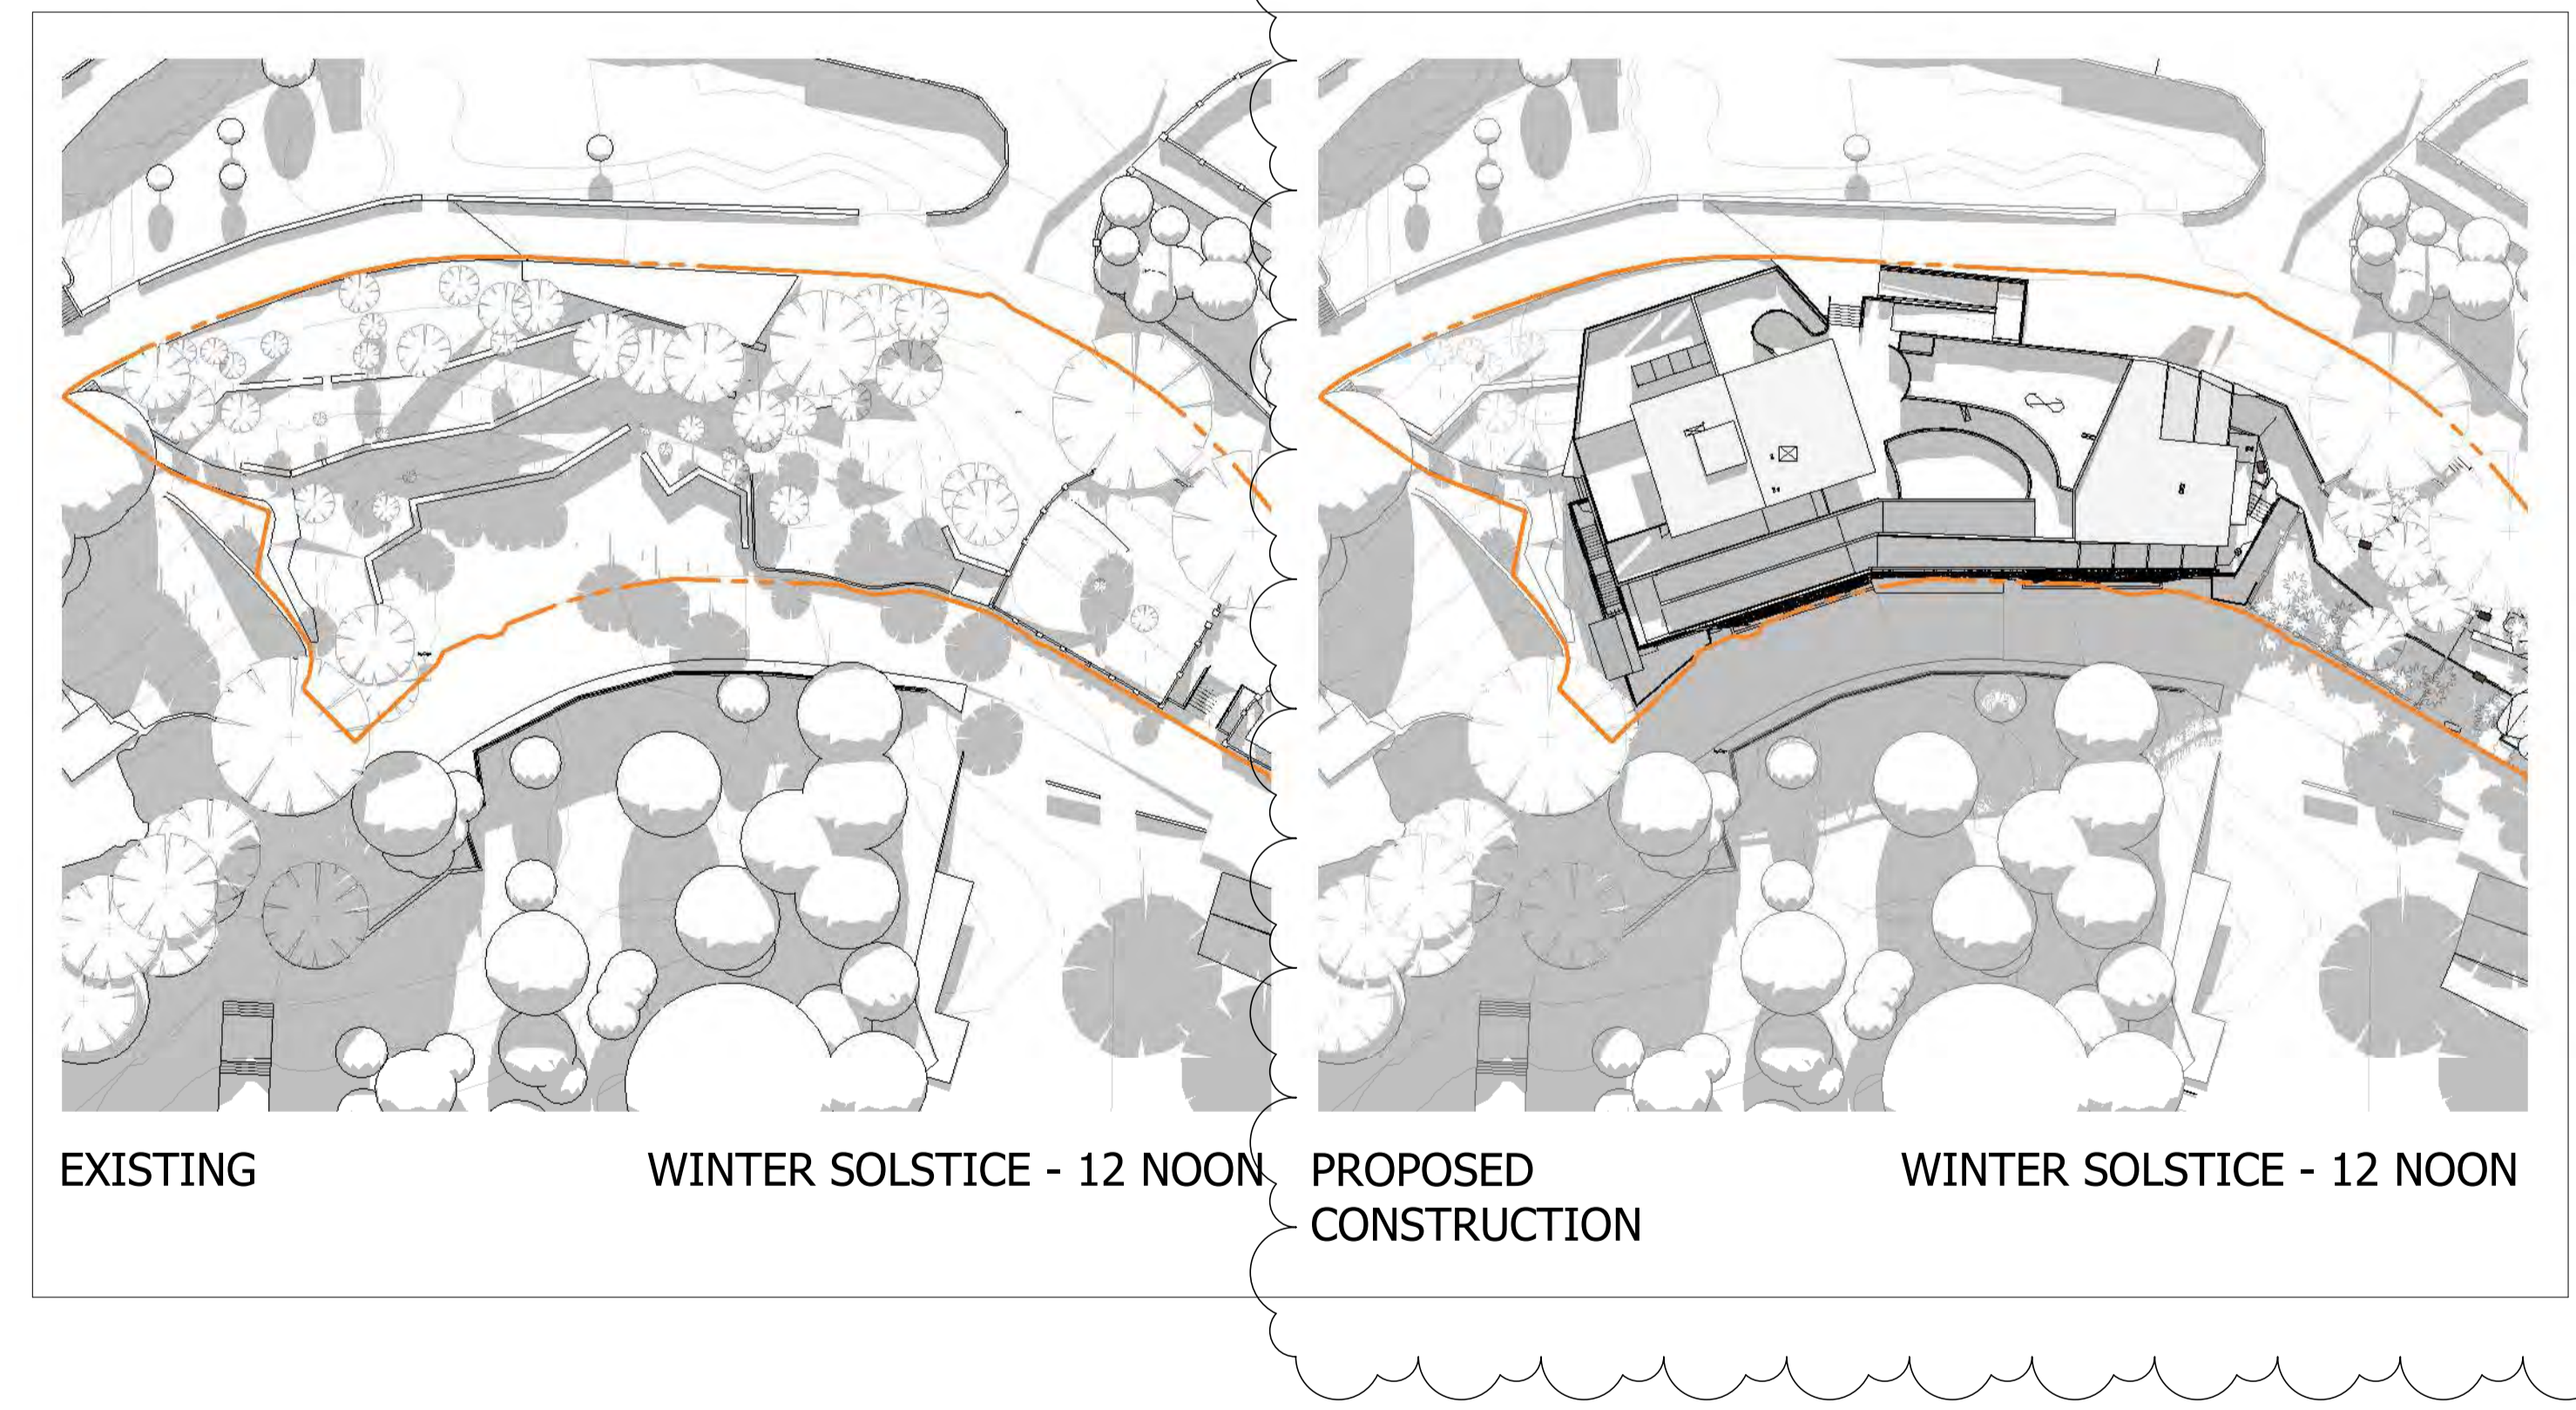 EXISTING
WINTER SOLSTICE - 12 NOON
PROPOSED
CONSTRUCTION
WINTER SOLSTICE - 12 NOON